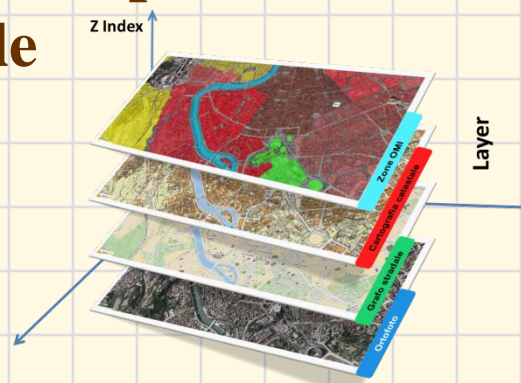 le
Z Index
Layer
Zone OMI
Cartografia catastale
Grafo stradale
Ortofoto